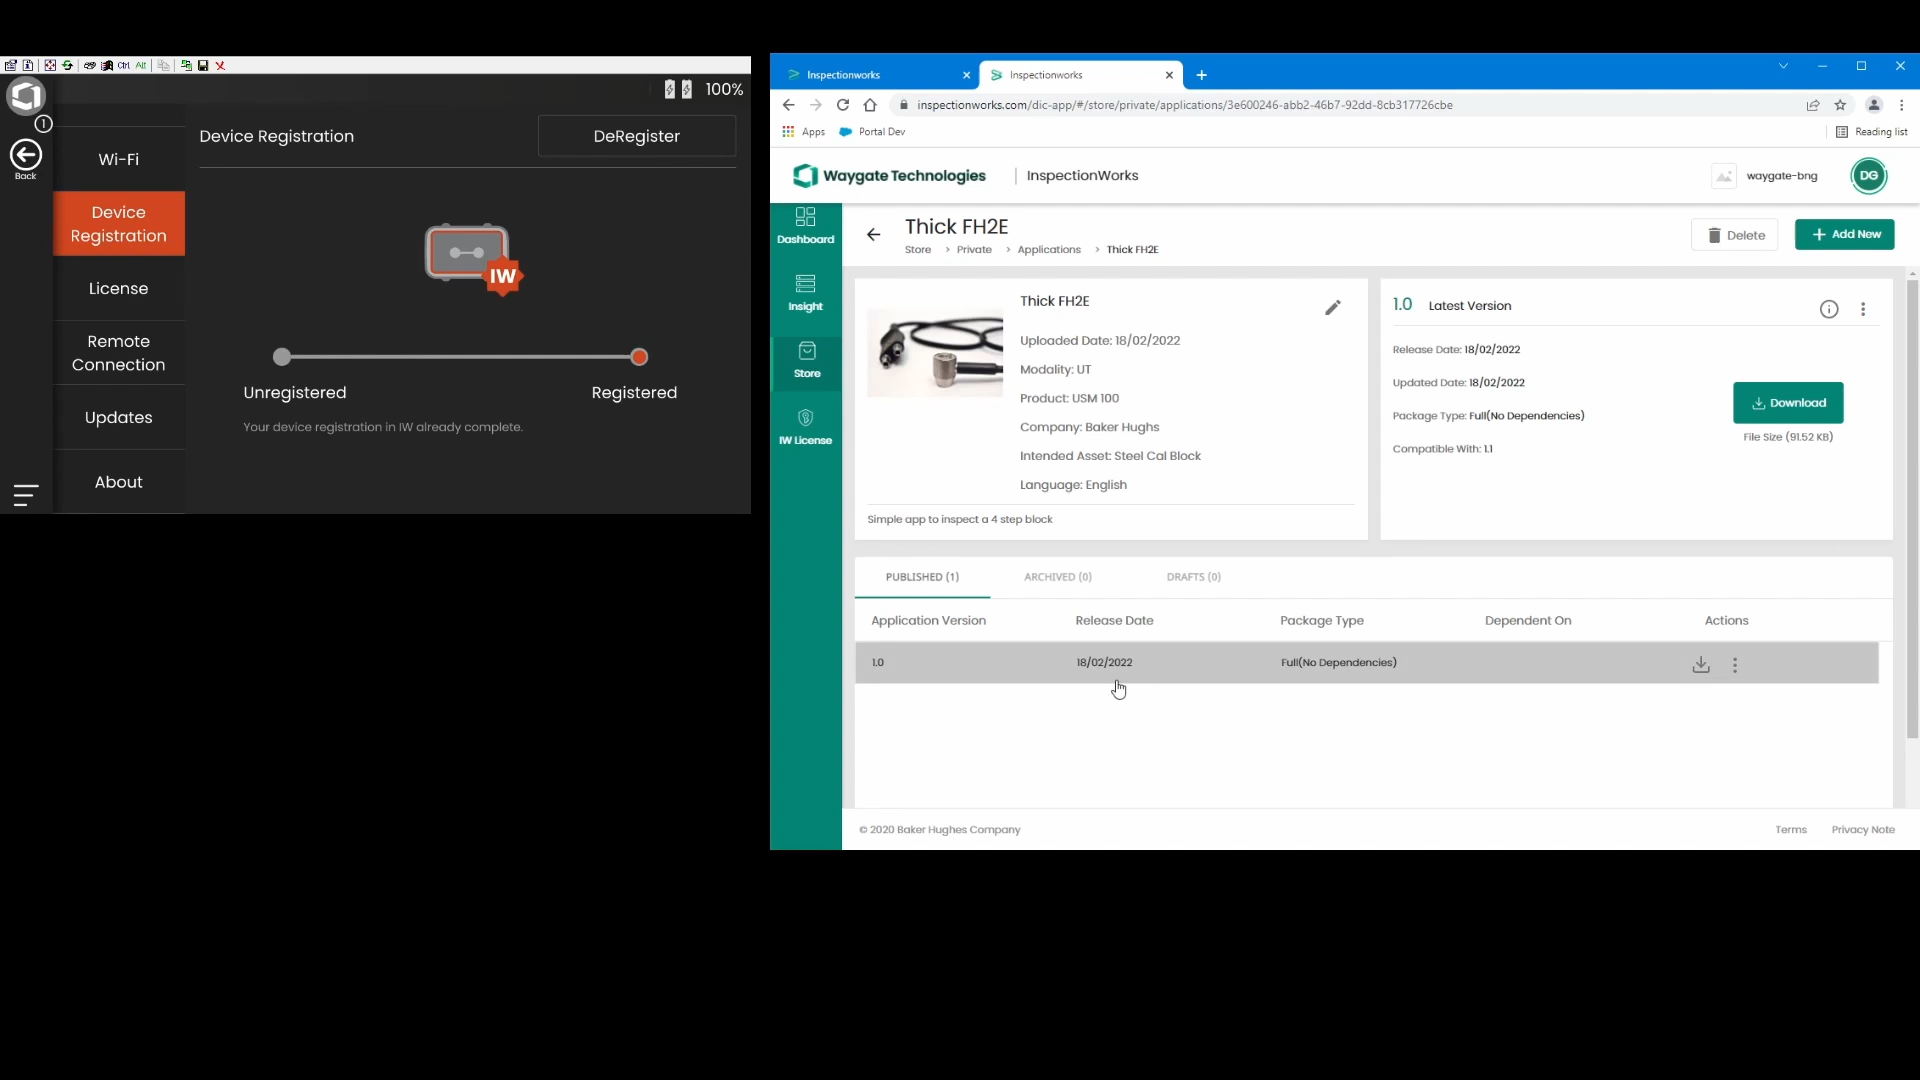 Ctrl Alt
100%
1
Back
Wi-Fi
Device
Registration
License
Remote
Connection
Updates
About
Device Registration
DeRegister
IW
Unregistered
Registered
Your device registration in IW already complete.
Inspectionworks
Inspectionworks
inspectionworks.com/dic-app/#/store/private/applications/3e600246-abb2-46b7-92dd-8cb317726cbe
Apps
Portal Dev
Reading list
Waygate Technologies
InspectionWorks
waygate-bng
DG
Dashboard
Insight
Store
IW License
Thick FH2E
Store > Private > Applications > Thick FH2E
Delete
+ Add New
Thick FH2E
Uploaded Date: 18/02/2022
Modality: UT
Product: USM 100
Company: Baker Hughs
Intended Asset: Steel Cal Block
Language: English
Simple app to inspect a 4 step block
1.0 Latest Version
Release Date: 18/02/2022
Updated Date: 18/02/2022
Package Type: Full(No Dependencies)
Compatible With: 1.1
Download
File Size (91.52 KB)
PUBLISHED (1) ARCHIVED (0) DRAFTS (0)
Application Version Release Date Package Type Dependent On Actions
1.0 18/02/2022 Full(No Dependencies)
© 2020 Baker Hughes Company
Terms Privacy Note